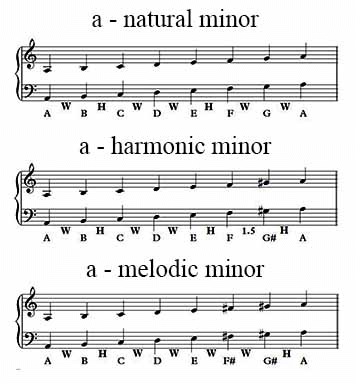 a - natural minor
W H W W H W W
A B C D E F G A
a - harmonic minor
W H W W H 1.5 H
A B C D E F G# A
a - melodic minor
W H W W W W H
A B C D E F# G# A